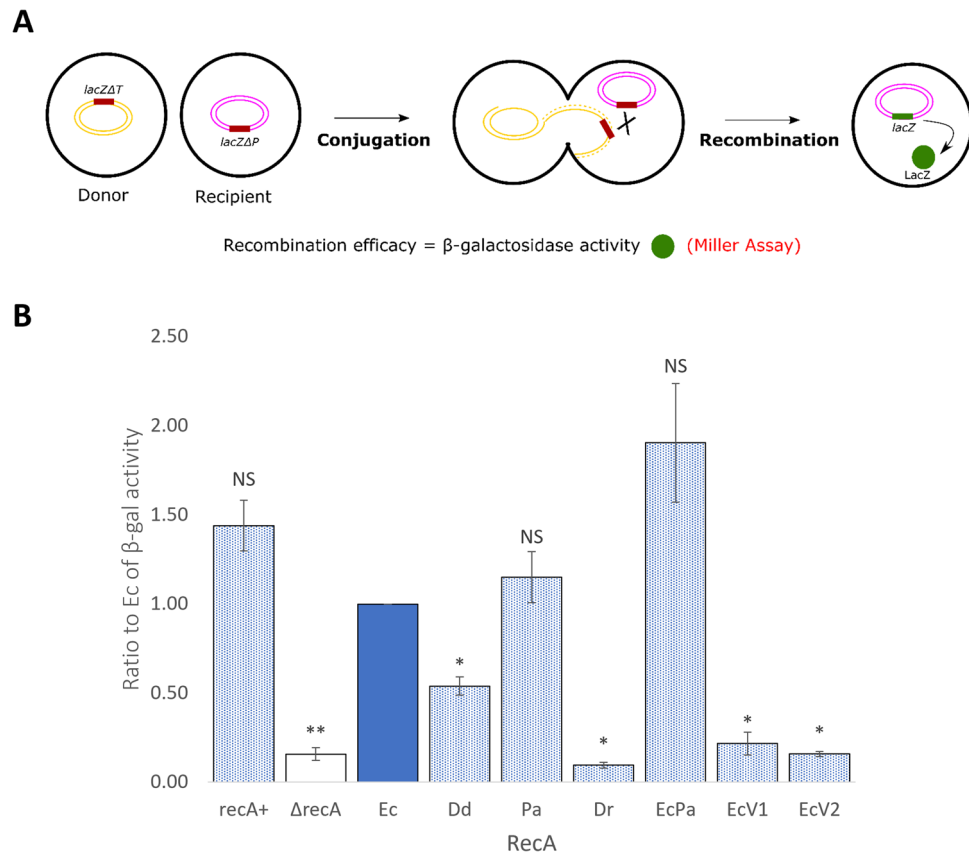 A
lacZΔT
lacZΔP
Donor
Recipient
Conjugation
X
Recombination
lacZ
LacZ
Recombination efficacy = β-galactosidase activity (Miller Assay)
B
Ratio to Ec of β-gal activity
2.50
2.00
1.50
1.00
0.50
0.00
NS
**
*
NS
*
NS
*
*
recA+ ΔrecA Ec Dd Pa Dr EcPa EcV1 EcV2
RecA